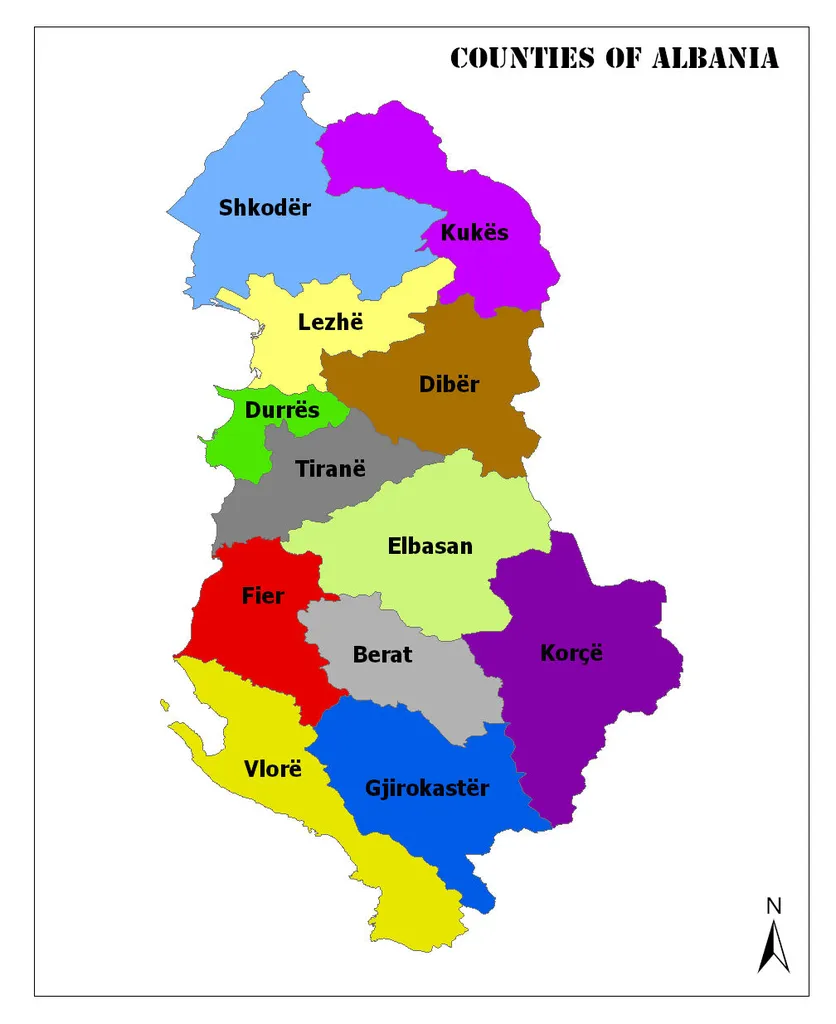 COUNTIES OF ALBANIA
Shkodër
Kukës
Lezhë
Dibër
Durrës
Tiranë
Elbasan
Fier
Berat
Korçë
Vlorë
Gjirokastër
N